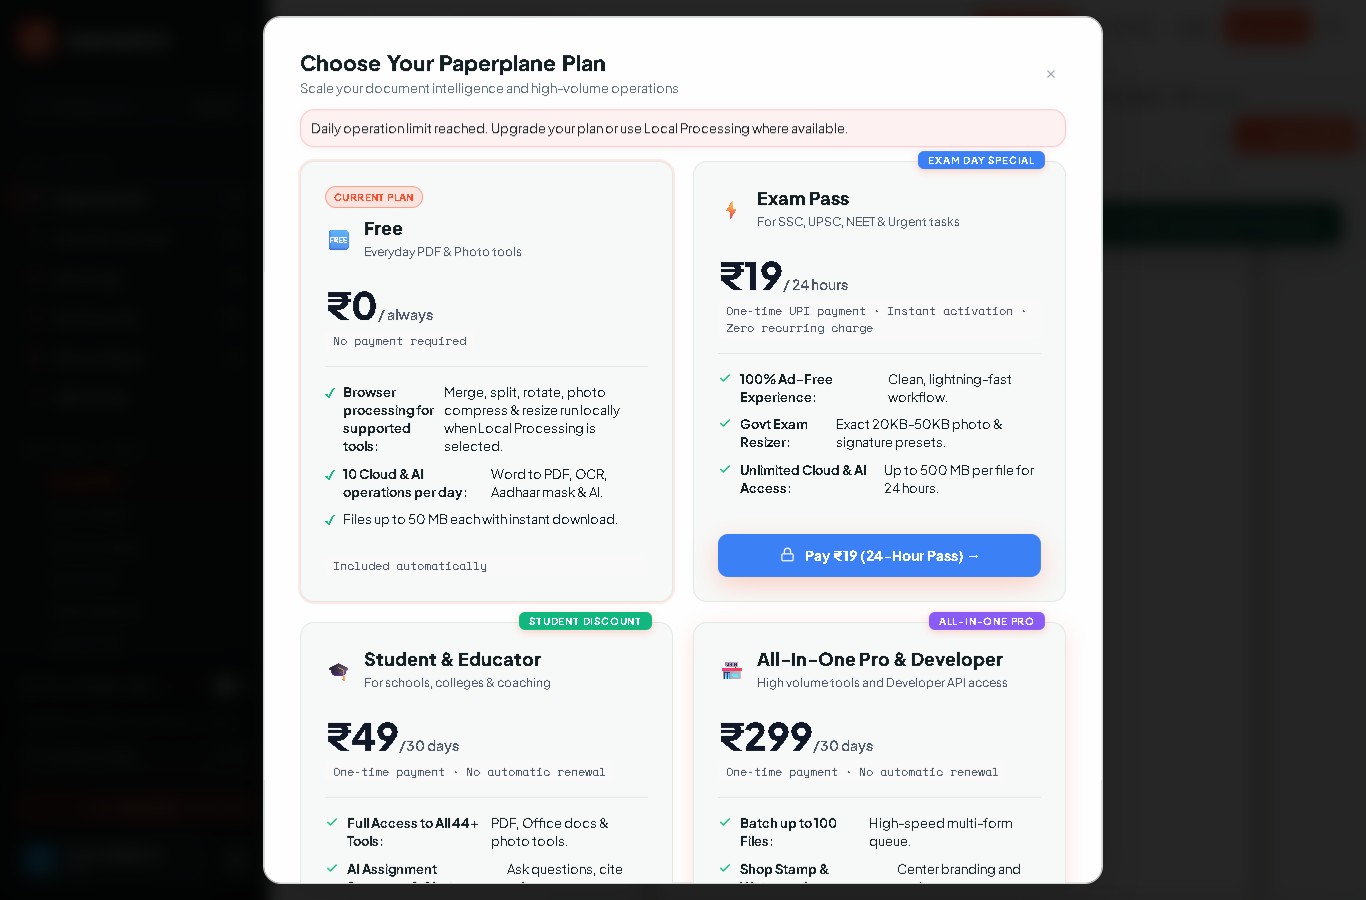 Choose Your Paperplane Plan
×
Scale your document intelligence and high-volume operations
Daily operation limit reached. Upgrade your plan or use Local Processing where available.
CURRENT PLAN
FREE
Free
Everyday PDF & Photo tools
₹0 / always
No payment required
✓ Browser processing for supported tools: Merge, split, rotate, photo compress & resize run locally when Local Processing is selected.
✓ 10 Cloud & AI operations per day: Word to PDF, OCR, Aadhaar mask & AI.
✓ Files up to 50 MB each with instant download.
Included automatically
EXAM DAY SPECIAL
Exam Pass
For SSC, UPSC, NEET & Urgent tasks
₹19 / 24 hours
One-time UPI payment · Instant activation ·
Zero recurring charge
✓ 100% Ad-Free Experience: Clean, lightning-fast workflow.
✓ Govt Exam Resizer: Exact 20KB-50KB photo & signature presets.
✓ Unlimited Cloud & AI Access: Up to 500 MB per file for 24 hours.
Pay ₹19 (24-Hour Pass) →
STUDENT DISCOUNT
Student & Educator
For schools, colleges & coaching
₹49 /30 days
One-time payment · No automatic renewal
✓ Full Access to All 44+ Tools: PDF, Office docs & photo tools.
✓ AI Assignment Ask questions, cite
ALL-IN-ONE PRO
All-In-One Pro & Developer
High volume tools and Developer API access
₹299 /30 days
One-time payment · No automatic renewal
✓ Batch up to 100 Files: High-speed multi-form queue.
✓ Shop Stamp & Center branding and